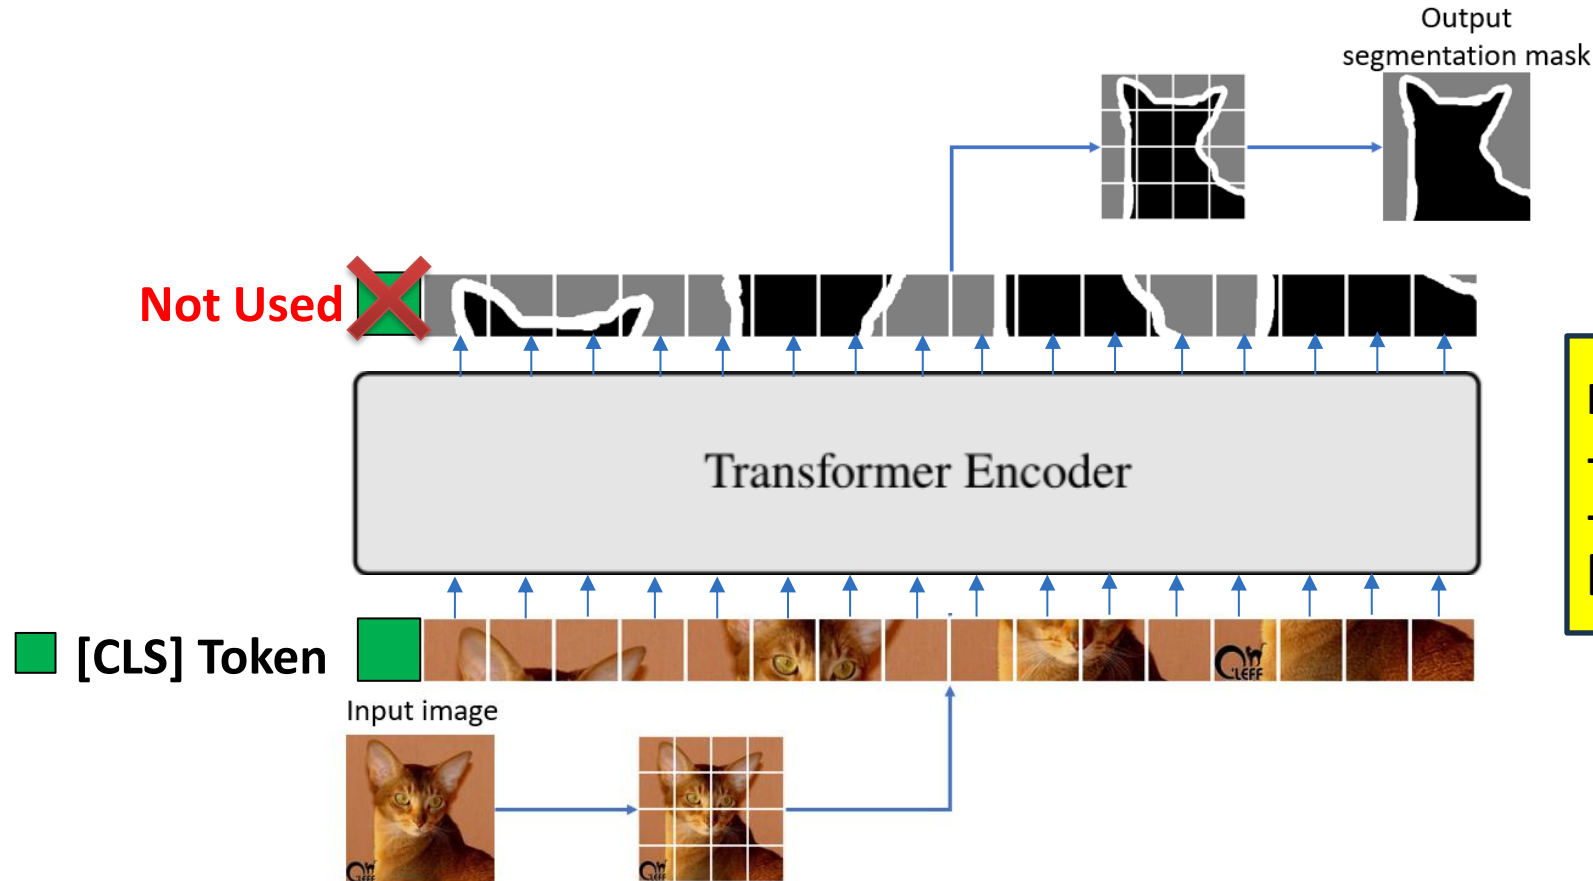 Output
segmentation mask
Not Used
Transformer Encoder
[CLS] Token
Input image